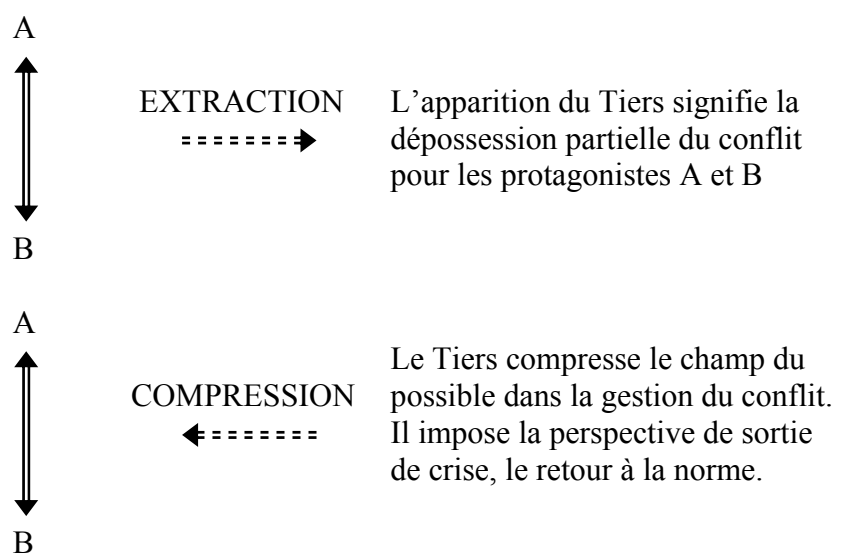 A
EXTRACTION
L’apparition du Tiers signifie la
dépossession partielle du conflit
pour les protagonistes A et B
B
A
COMPRESSION
Le Tiers compresse le champ du
possible dans la gestion du conflit.
Il impose la perspective de sortie
de crise, le retour à la norme.
B